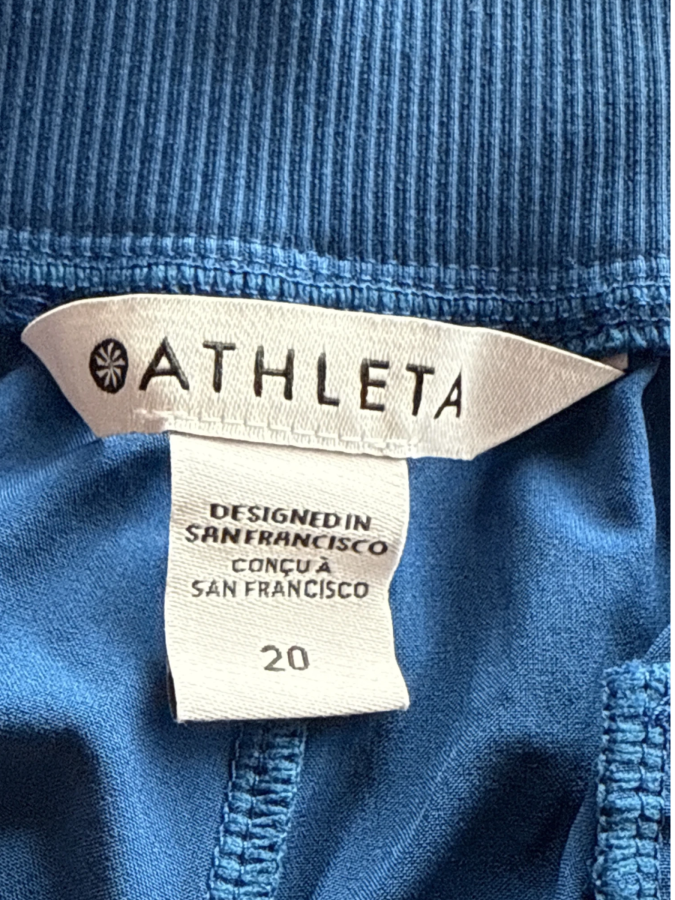 ATHLETA
DESIGNED IN
SAN FRANCISCO
CONÇU À
SAN FRANCISCO
20